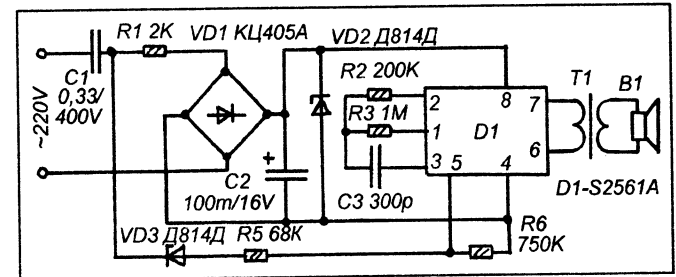 R1 2K
VD1 КЦ405А
VD2 Д814Д
C1
0,33/
400V
~220V
R2 200K
R3 1M
C3 300p
2
1
3
8
7
6
5
4
D1
T1
B1
D1-S2561A
+
C2
100m/16V
VD3 Д814Д
R5 68K
R6
750K